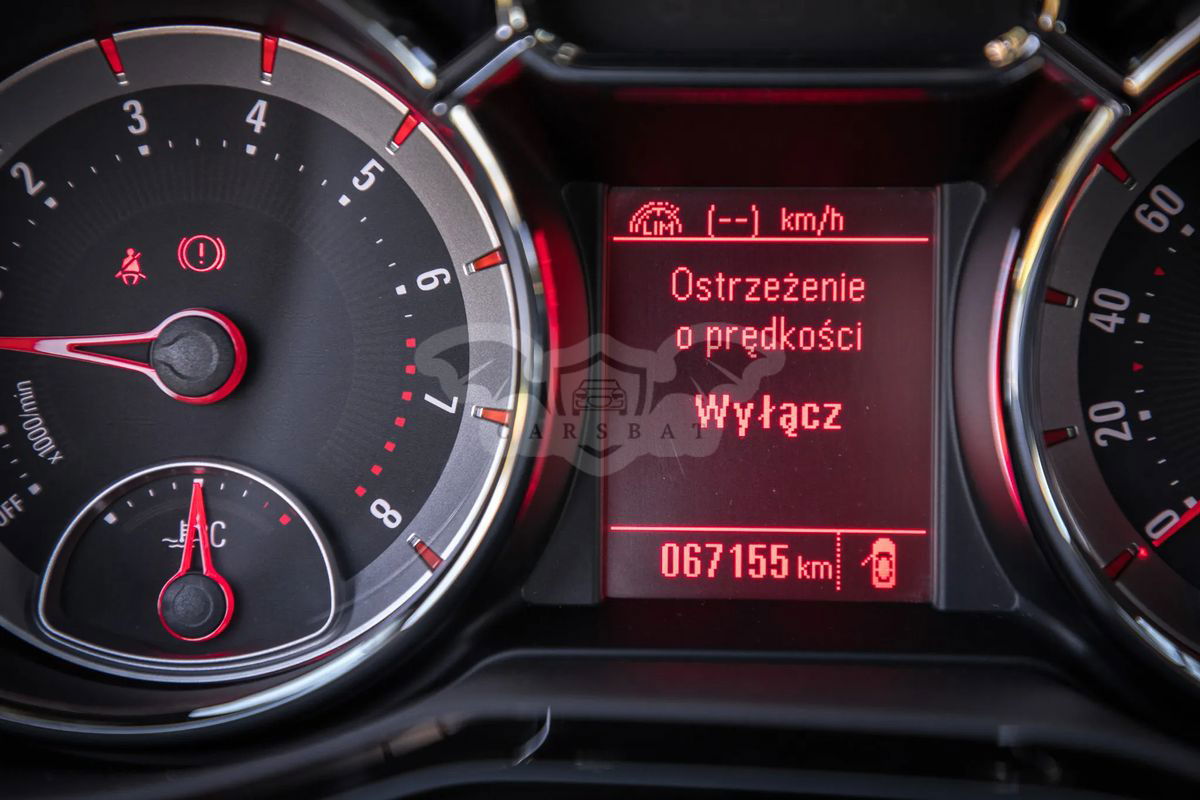 2
3
4
5
6
7
8
x1000/min
OFF
°C
LIM (--) km/h
Ostrzeżenie
o prędkości
Wyłącz
067155 km
CARSBAT
60
40
20
0